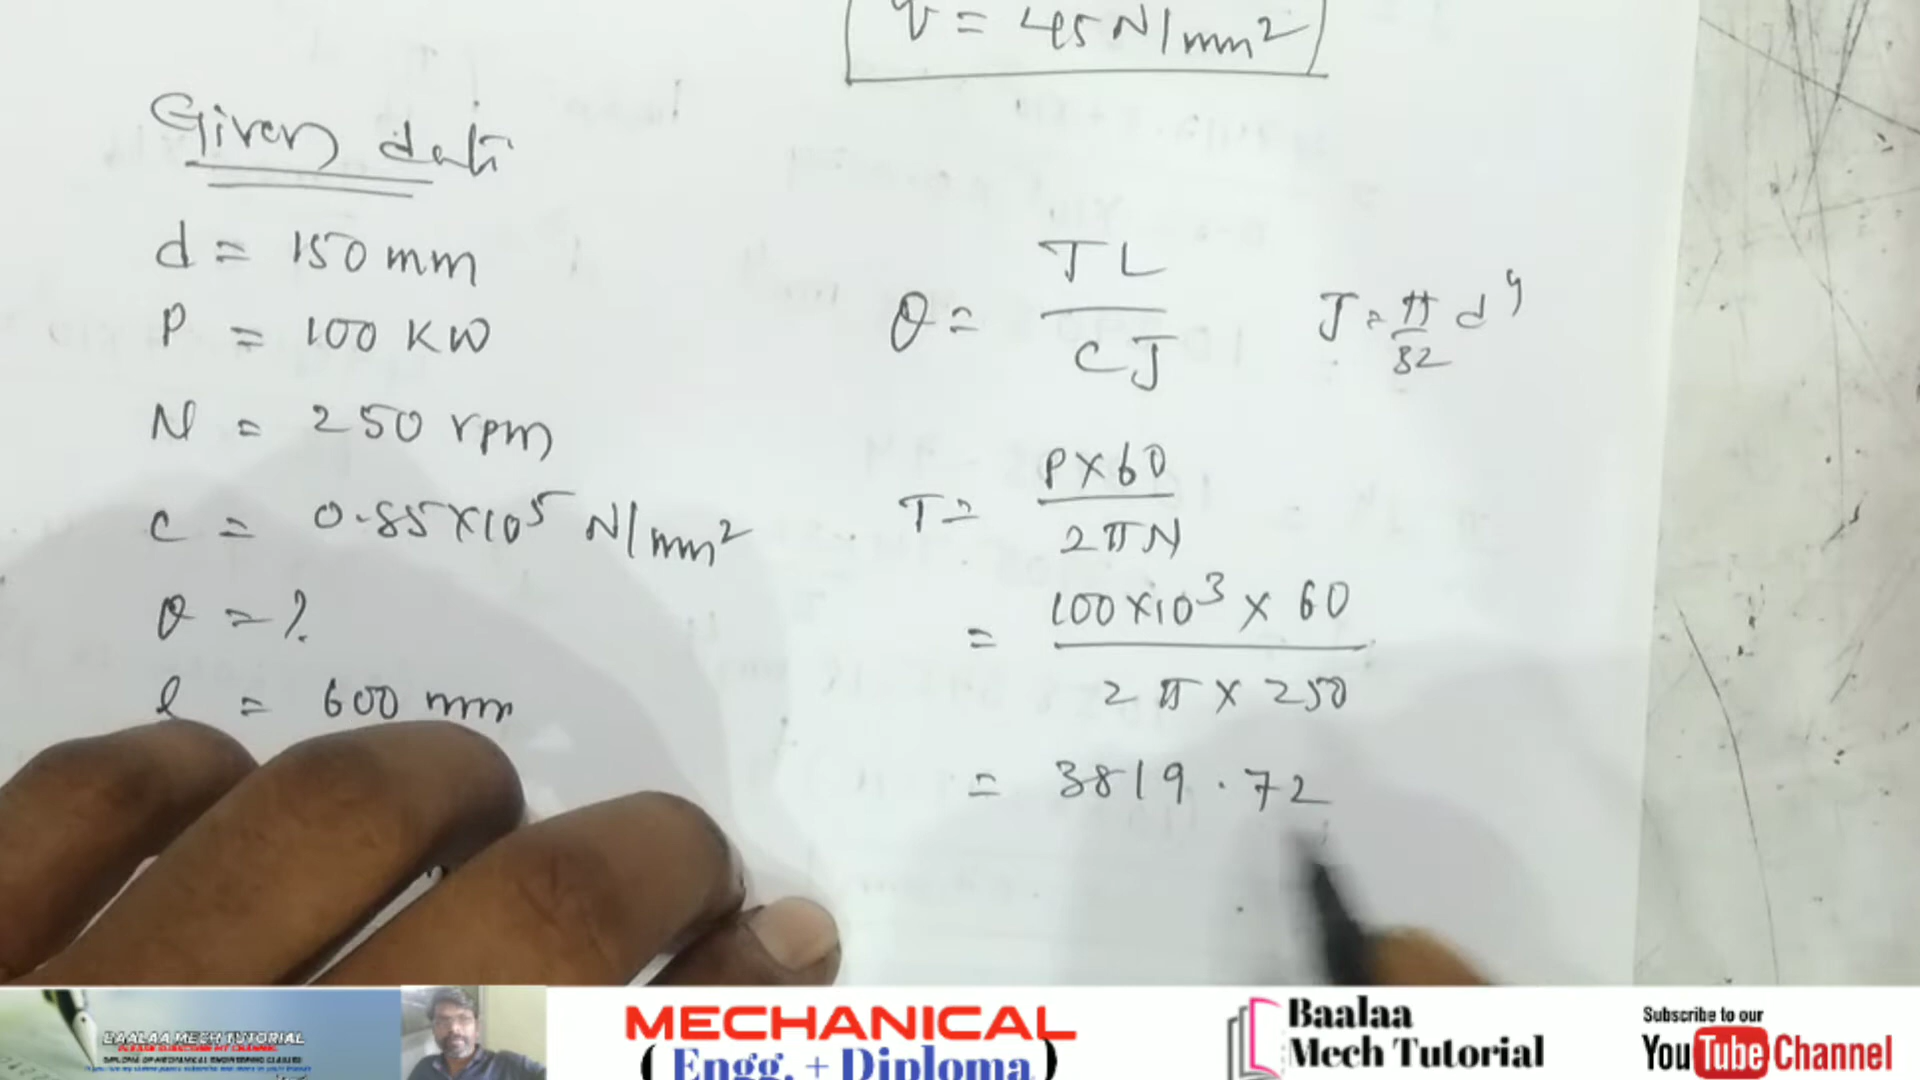 τ = 45 N/mm²
Given data
d = 150 mm
P = 100 KW
N = 250 rpm
C = 0.85×10⁵ N/mm²
θ = ?
l = 600 mm
θ = TL / CJ J = π/32 d⁴
T = P×60 / 2πN
= 100×10³ × 60 / 2π × 250
= 3819.72
BAALAA MECH TUTORIAL
MECHANICAL
( Engg. + Diploma )
Baalaa
Mech Tutorial
Subscribe to our
YouTube Channel